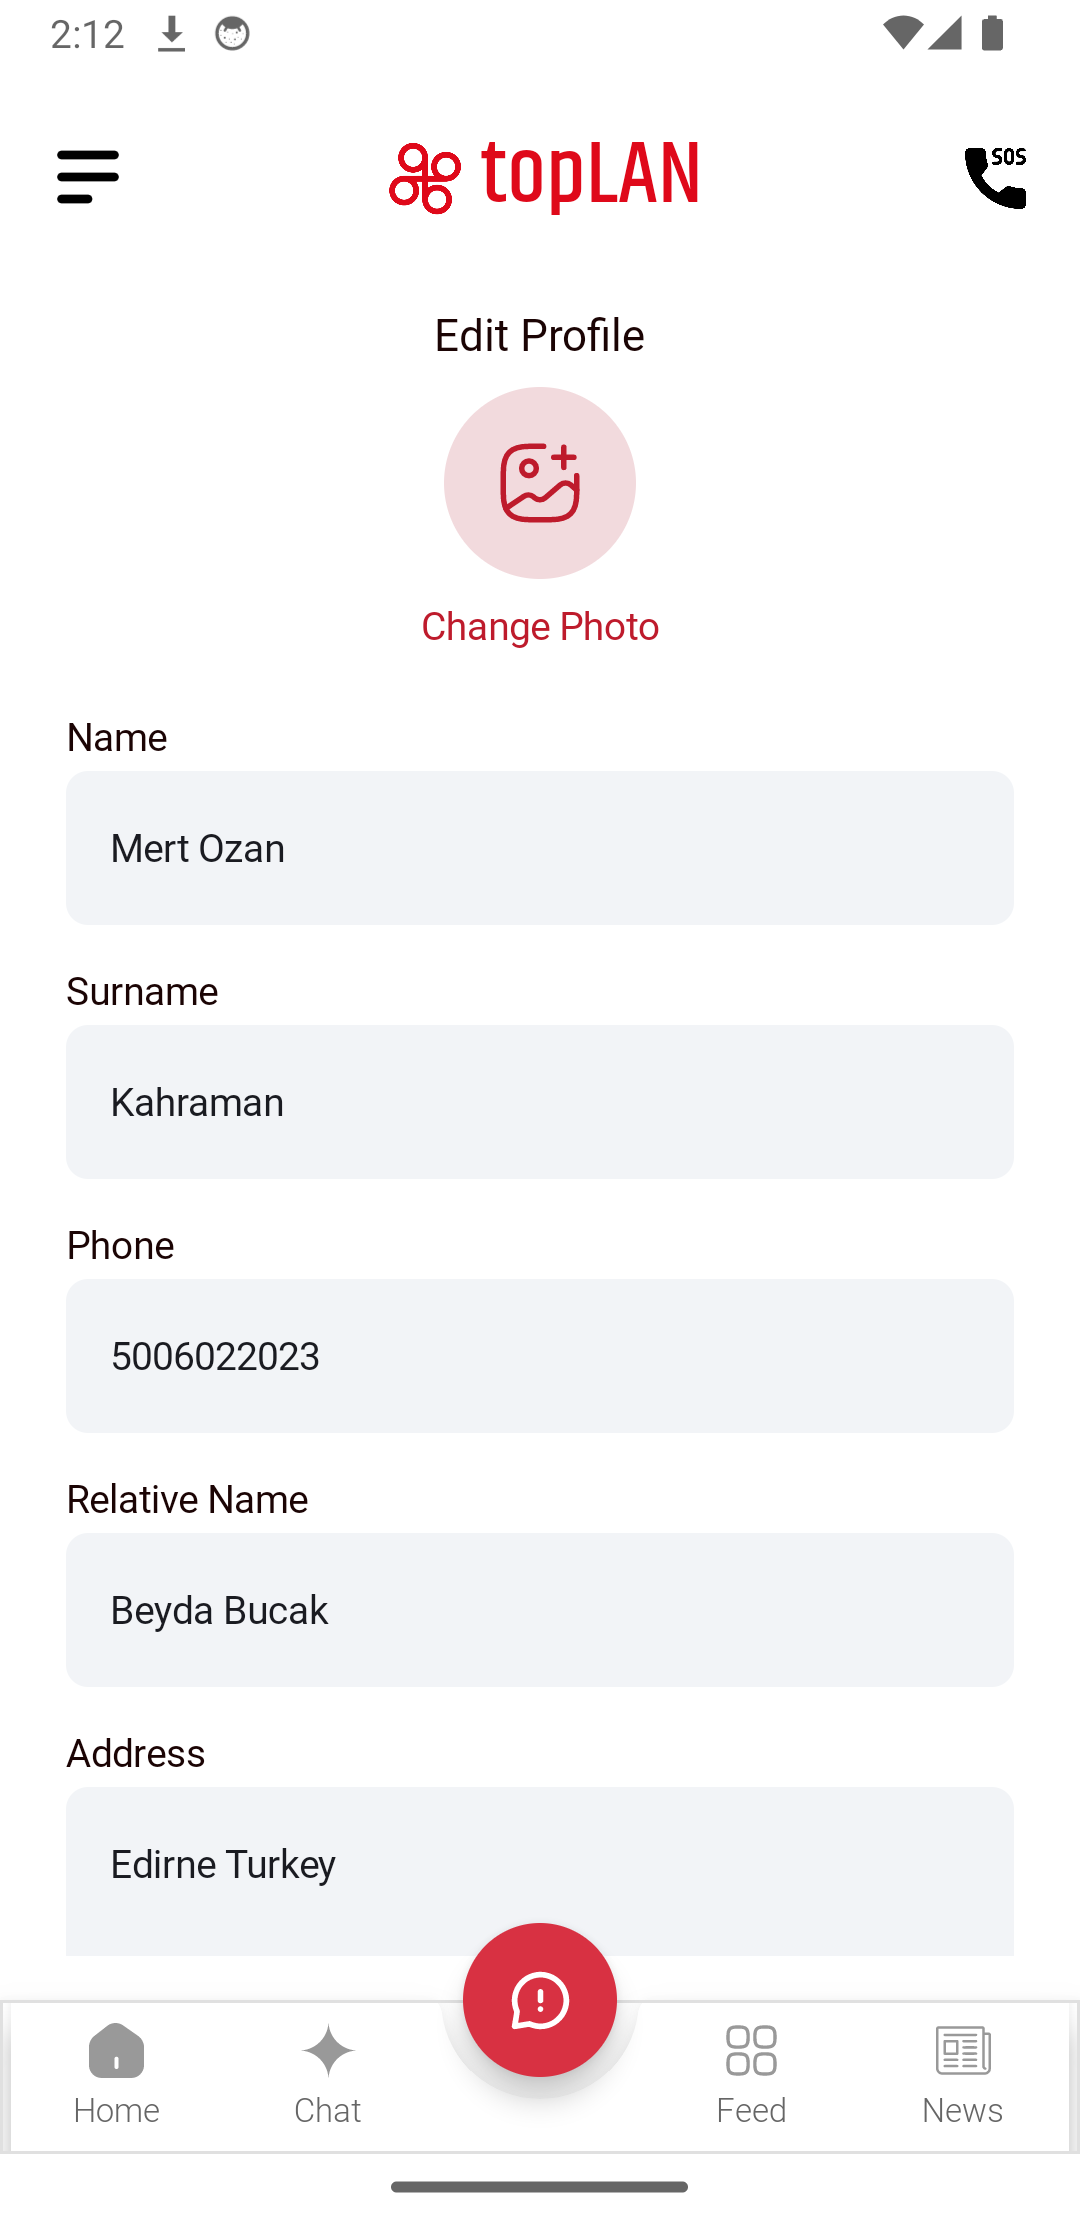 2:12
topLAN
SOS
Edit Profile
Change Photo
Name
Mert Ozan
Surname
Kahraman
Phone
5006022023
Relative Name
Beyda Bucak
Address
Edirne Turkey
Home
Chat
Feed
News